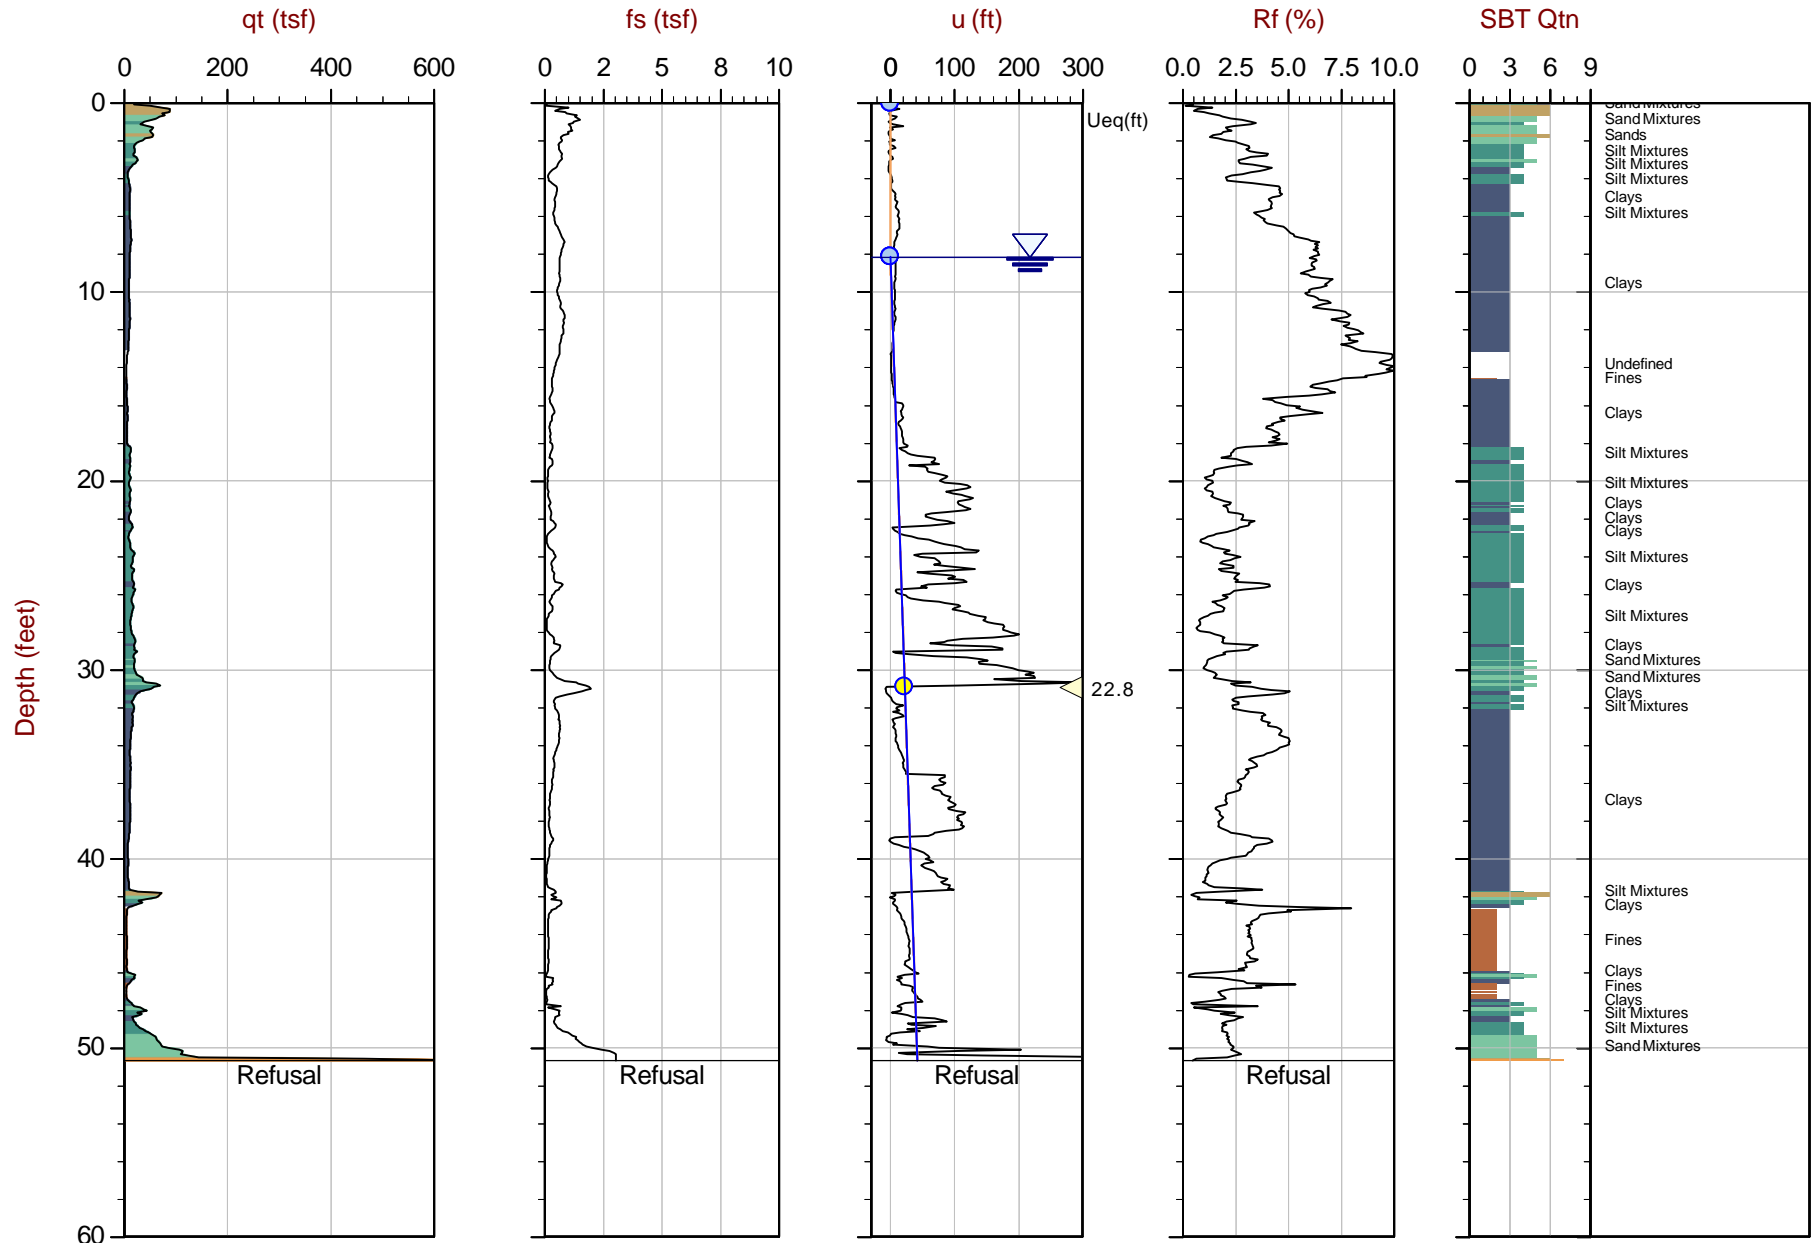 qt (tsf) fs (tsf) u (ft) Rf (%) SBT Qtn
0 200 400 600 0 2 5 8 10 0 100 200 300 0.0 2.5 5.0 7.5 10.0 0 3 6 9
0
10
20
30
40
50
60
Depth (feet)
Ueq(ft)
22.8
Refusal Refusal Refusal Refusal
Sand Mixtures
Sand Mixtures
Sands
Silt Mixtures
Silt Mixtures
Silt Mixtures
Clays
Silt Mixtures
Clays
Undefined
Fines
Clays
Silt Mixtures
Silt Mixtures
Clays
Clays
Clays
Silt Mixtures
Clays
Silt Mixtures
Clays
Sand Mixtures
Sand Mixtures
Clays
Silt Mixtures
Clays
Silt Mixtures
Clays
Fines
Clays
Fines
Clays
Silt Mixtures
Silt Mixtures
Sand Mixtures